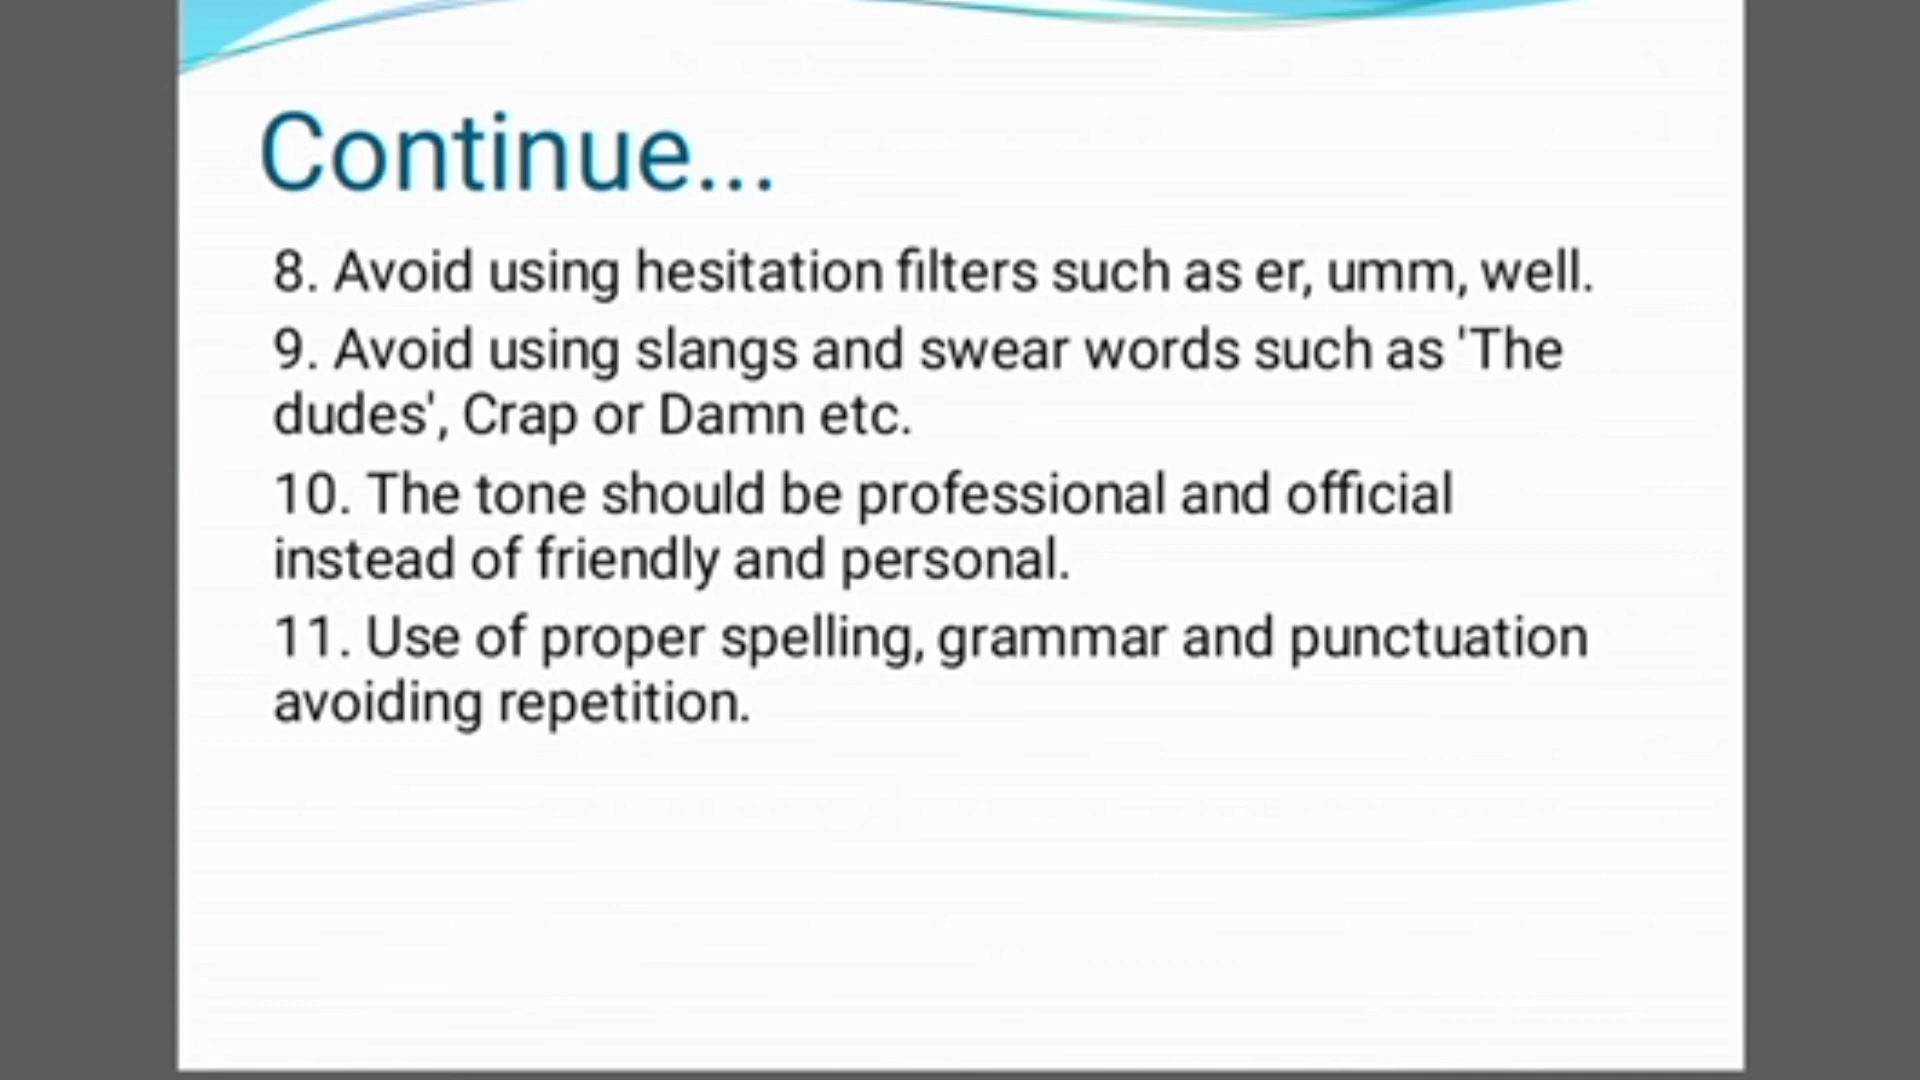 Continue...
8. Avoid using hesitation filters such as er, umm, well.
9. Avoid using slangs and swear words such as 'The
dudes', Crap or Damn etc.
10. The tone should be professional and official
instead of friendly and personal.
11. Use of proper spelling, grammar and punctuation
avoiding repetition.